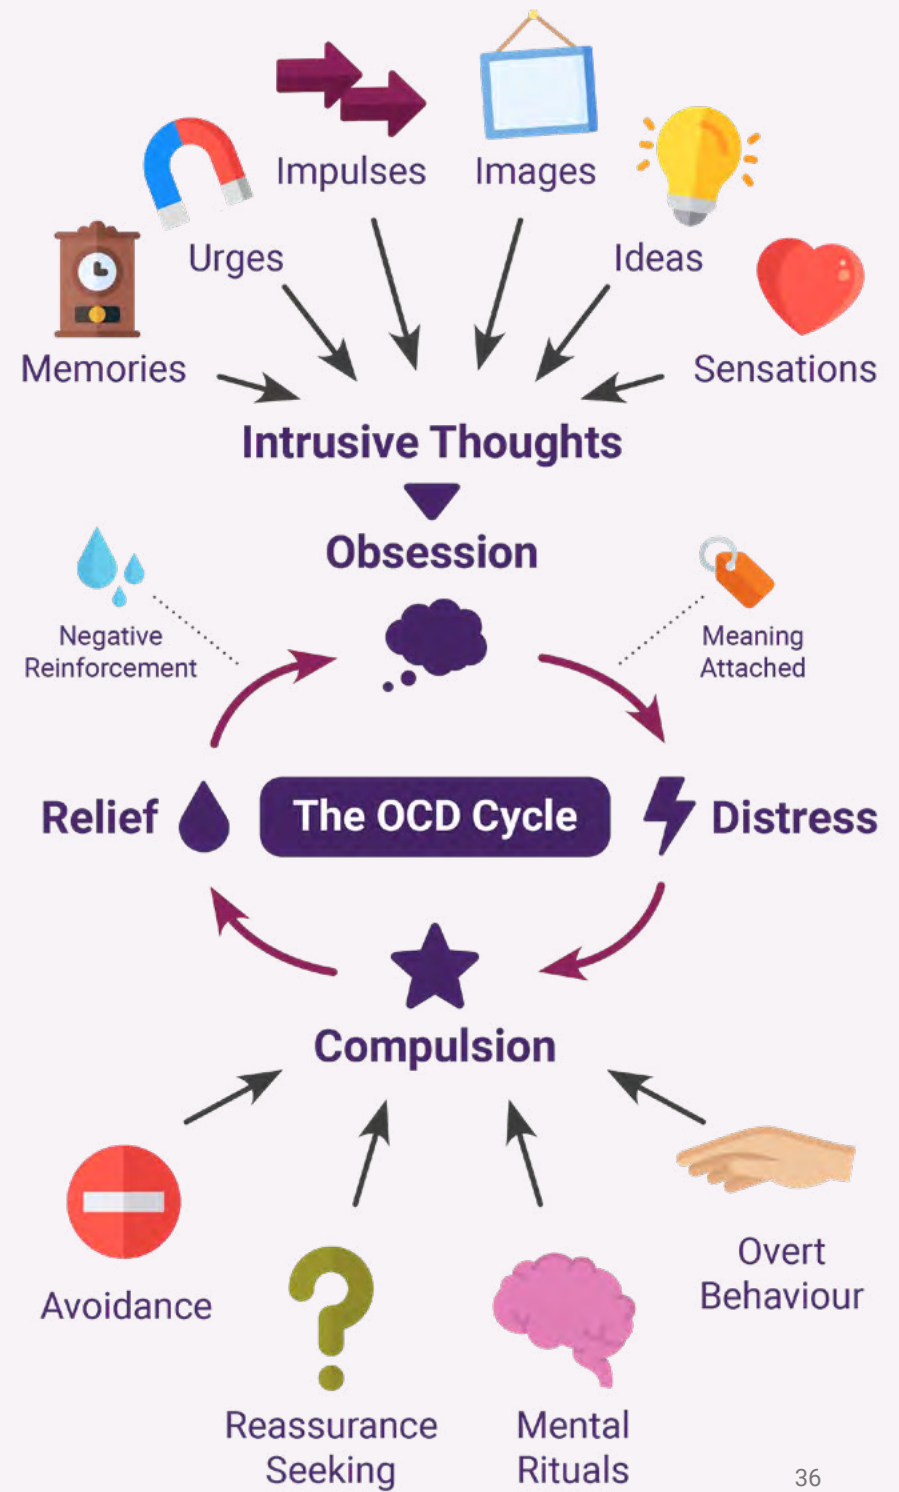 Impulses
Images
Urges
Ideas
Memories
Sensations
Intrusive Thoughts
Obsession
Negative
Reinforcement
Meaning
Attached
Relief
The OCD Cycle
Distress
Compulsion
Avoidance
Overt
Behaviour
Reassurance
Seeking
Mental
Rituals
36